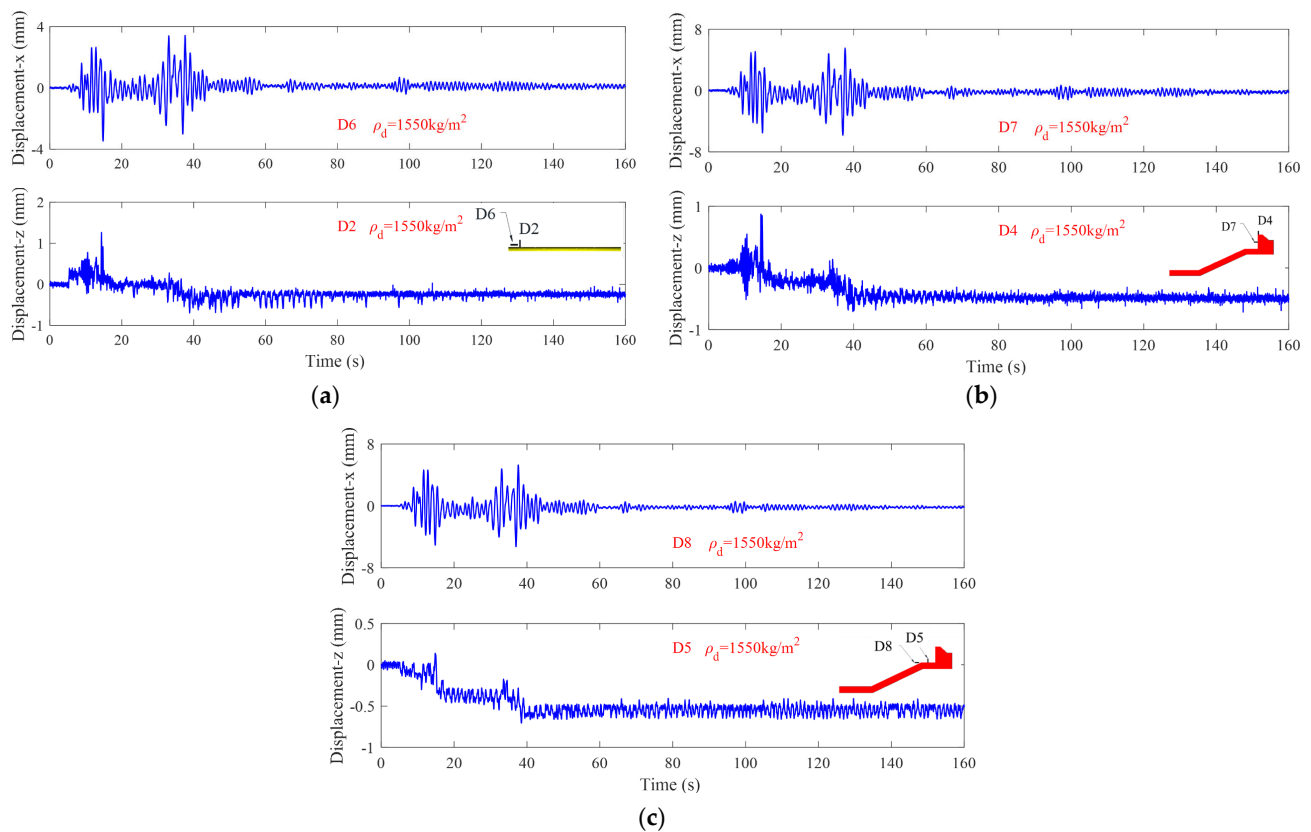 Displacement-x (mm)
4
0
-4
D6 ρd=1550kg/m²
0 20 40 60 80 100 120 140 160
Displacement-z (mm)
2
1
0
-1
D2 ρd=1550kg/m²
D6
D2
0 20 40 60 80 100 120 140 160
Time (s)
(a)
Displacement-x (mm)
8
0
-8
D7 ρd=1550kg/m²
0 20 40 60 80 100 120 140 160
Displacement-z (mm)
1
0
-1
D4 ρd=1550kg/m²
D7
D4
0 20 40 60 80 100 120 140 160
Time (s)
(b)
Displacement-x (mm)
8
0
-8
D8 ρd=1550kg/m²
0 20 40 60 80 100 120 140 160
Displacement-z (mm)
0.5
0
-0.5
-1
D5 ρd=1550kg/m²
D8
D5
0 20 40 60 80 100 120 140 160
Time (s)
(c)